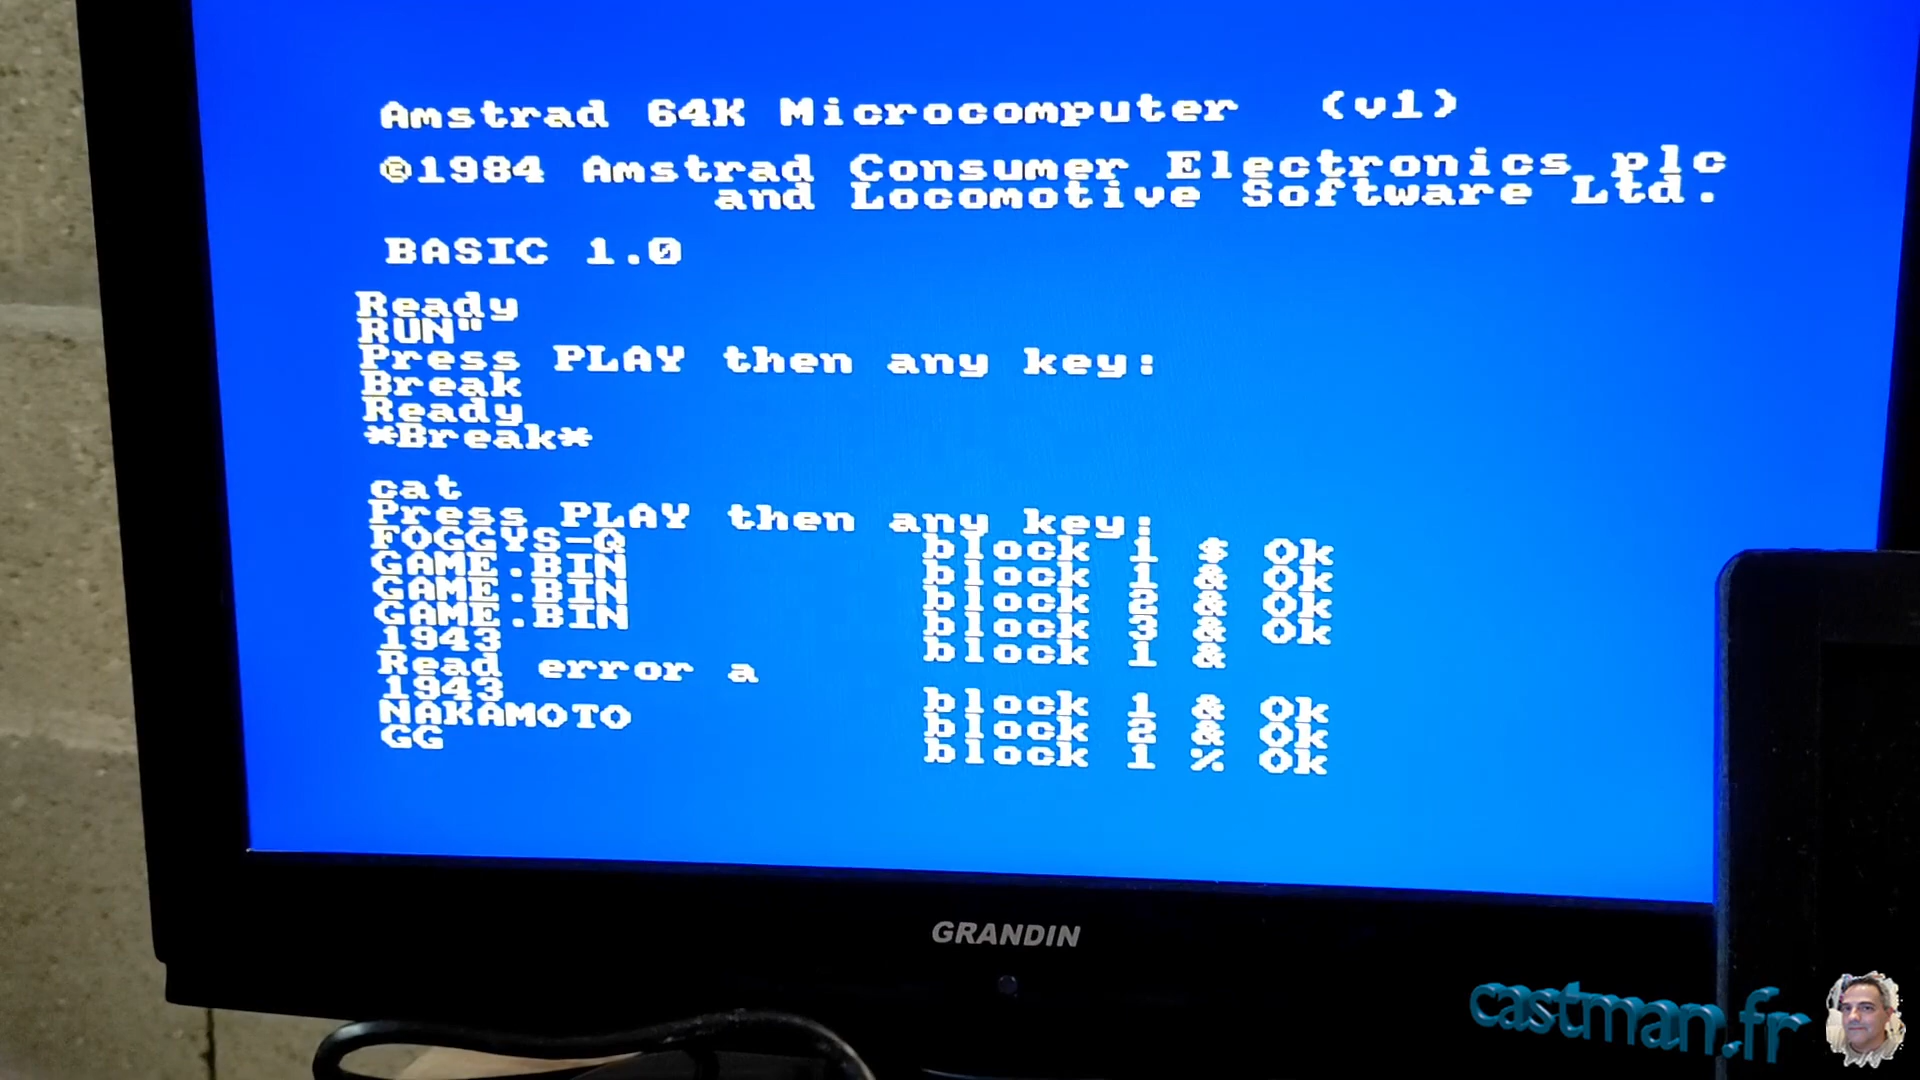 Amstrad 64K Microcomputer (v1)
©1984 Amstrad Consumer Electronics plc
and Locomotive Software Ltd.
BASIC 1.0
Ready
RUN"
Press PLAY then any key:
Break
Ready
*Break*
cat
Press PLAY then any key:
FOGGYS-Q block 1 $ Ok
GAME.BIN block 1 & Ok
GAME.BIN block 2 & Ok
GAME.BIN block 3 & Ok
1943 block 1 &
Read error a
1943 block 1 & Ok
NAKAMOTO block 2 & Ok
GG block 1 % Ok
GRANDIN
castman.fr